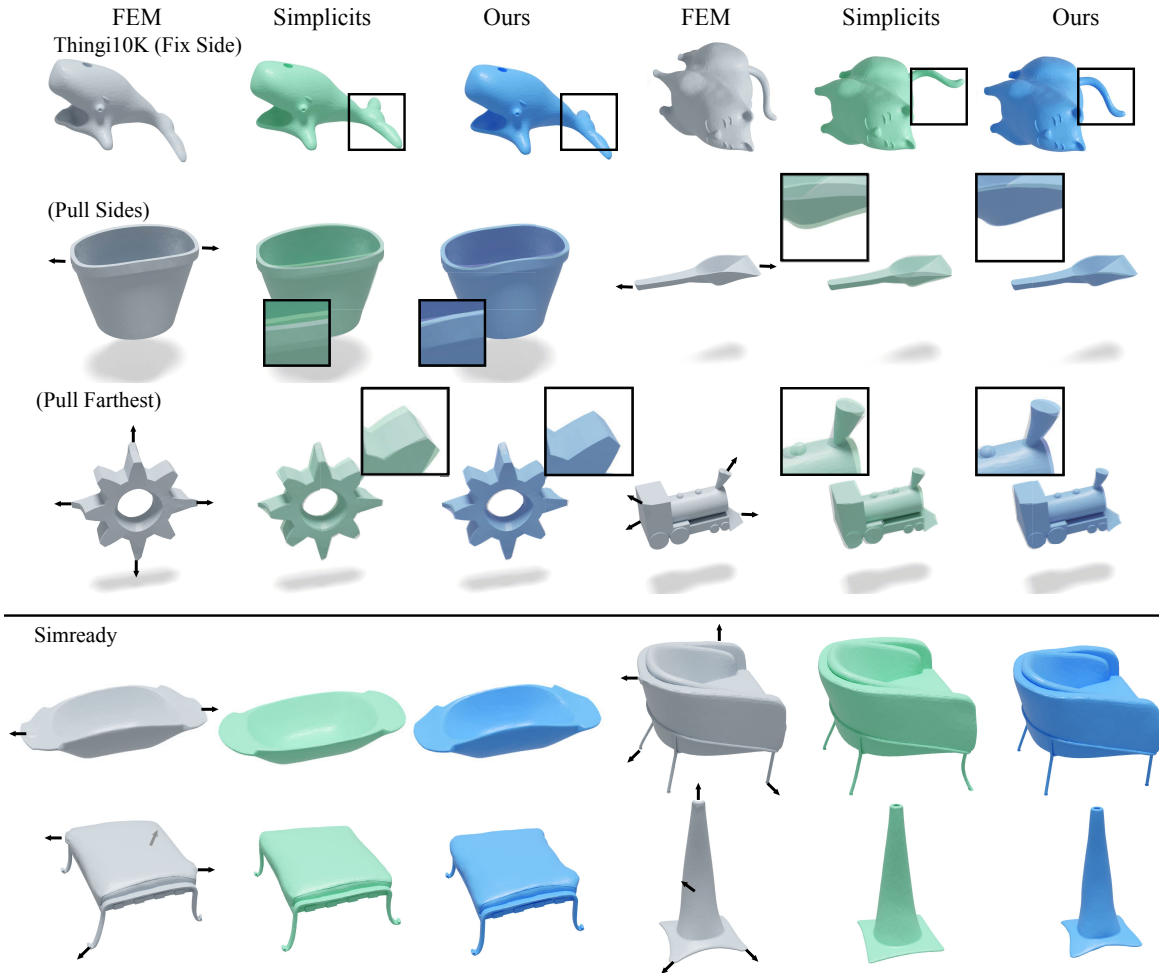 FEM Simplicits Ours FEM Simplicits Ours
Thingi10K (Fix Side)
(Pull Sides)
(Pull Farthest)
Simready